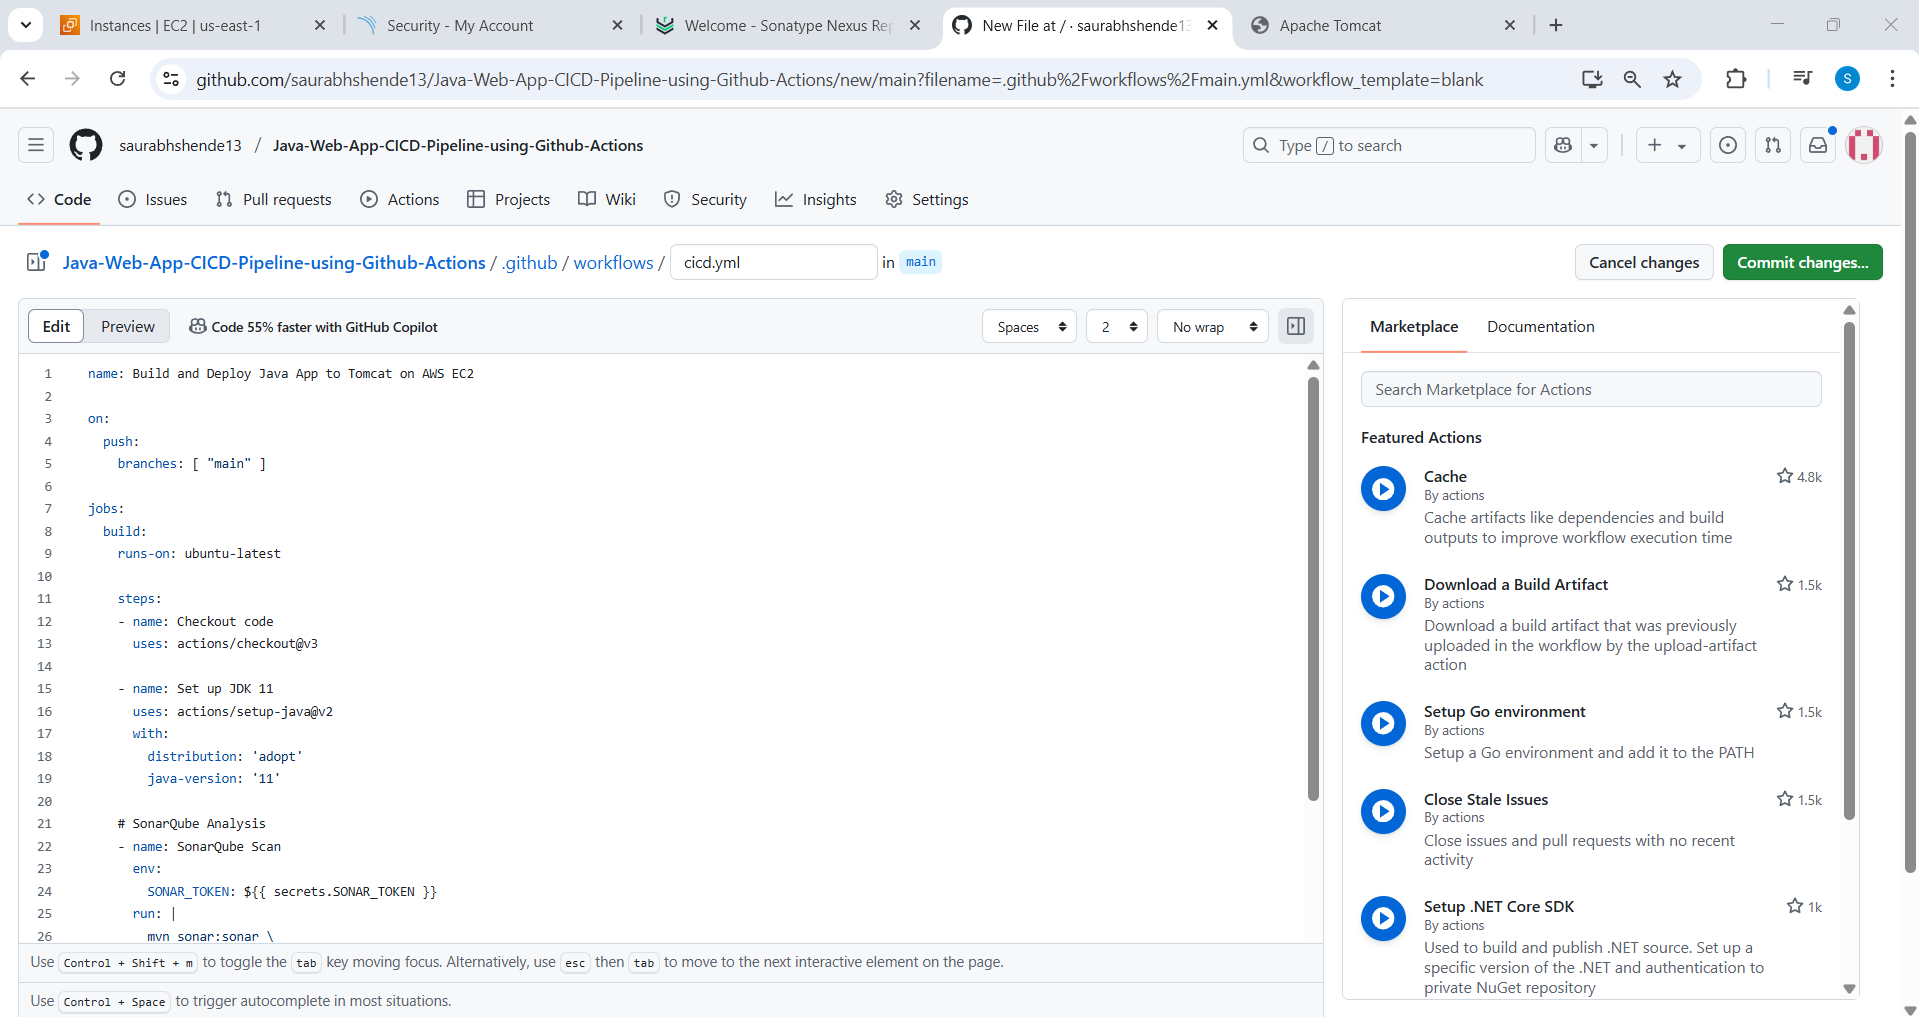 Instances | EC2 | us-east-1
Security - My Account
Welcome - Sonatype Nexus Rep
New File at / · saurabhshende13
Apache Tomcat
github.com/saurabhshende13/Java-Web-App-CICD-Pipeline-using-Github-Actions/new/main?filename=.github%2Fworkflows%2Fmain.yml&workflow_template=blank
S
saurabhshende13 / Java-Web-App-CICD-Pipeline-using-Github-Actions
Type / to search
Code
Issues
Pull requests
Actions
Projects
Wiki
Security
Insights
Settings
Java-Web-App-CICD-Pipeline-using-Github-Actions / .github / workflows / cicd.yml in main
Cancel changes
Commit changes...
Edit
Preview
Code 55% faster with GitHub Copilot
Spaces
2
No wrap
1 name: Build and Deploy Java App to Tomcat on AWS EC2
2
3 on:
4 push:
5 branches: [ "main" ]
6
7 jobs:
8 build:
9 runs-on: ubuntu-latest
10
11 steps:
12 - name: Checkout code
13 uses: actions/checkout@v3
14
15 - name: Set up JDK 11
16 uses: actions/setup-java@v2
17 with:
18 distribution: 'adopt'
19 java-version: '11'
20
21 # SonarQube Analysis
22 - name: SonarQube Scan
23 env:
24 SONAR_TOKEN: ${{ secrets.SONAR_TOKEN }}
25 run: |
26 mvn sonar:sonar \
Use Control + Shift + m to toggle the tab key moving focus. Alternatively, use esc then tab to move to the next interactive element on the page.
Use Control + Space to trigger autocomplete in most situations.
Marketplace
Documentation
Search Marketplace for Actions
Featured Actions
Cache
4.8k
By actions
Cache artifacts like dependencies and build
outputs to improve workflow execution time
Download a Build Artifact
1.5k
By actions
Download a build artifact that was previously
uploaded in the workflow by the upload-artifact
action
Setup Go environment
1.5k
By actions
Setup a Go environment and add it to the PATH
Close Stale Issues
1.5k
By actions
Close issues and pull requests with no recent
activity
Setup .NET Core SDK
1k
By actions
Used to build and publish .NET source. Set up a
specific version of the .NET and authentication to
private NuGet repository